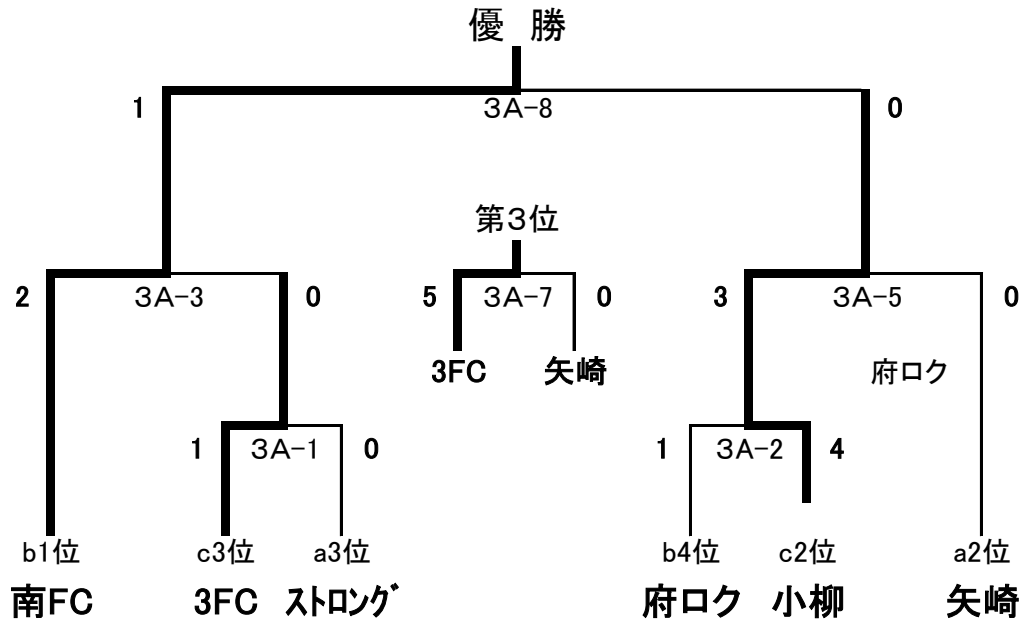 優 勝
1 3A-8 0
第3位
2 3A-3 0 5 3A-7 0 3 3A-5 0
3FC 矢崎 府ロク
1 3A-1 0 1 3A-2 4
b1位 c3位 a3位 b4位 c2位 a2位
南FC 3FC ストロング 府ロク 小柳 矢崎